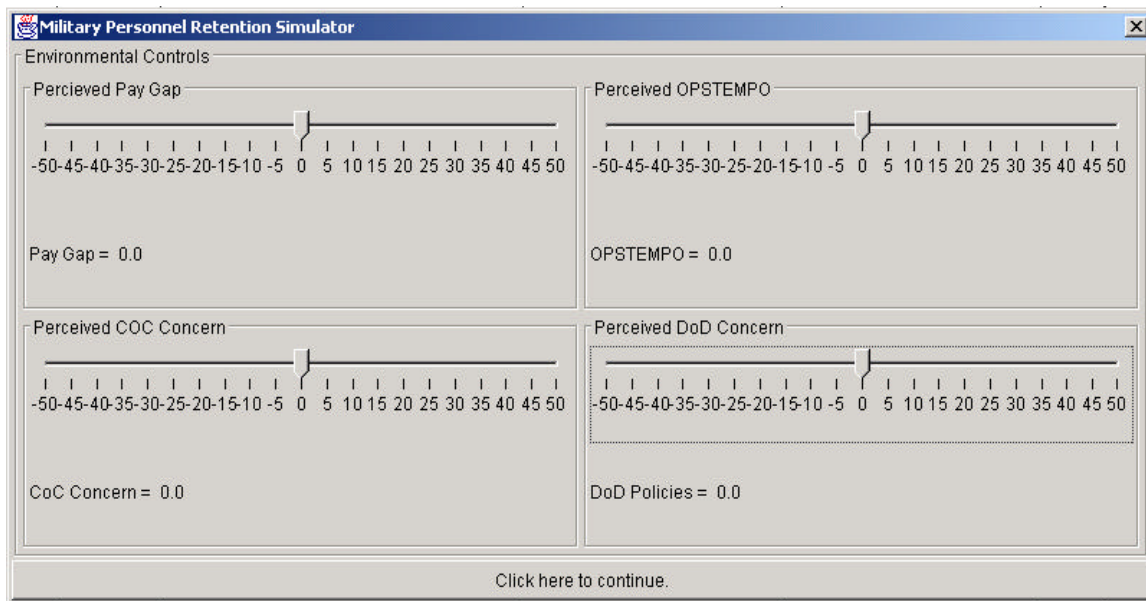 Military Personnel Retention Simulator
Environmental Controls
Percieved Pay Gap
-50-45-40-35-30-25-20-15-10 -5 0 5 10 15 20 25 30 35 40 45 50
Pay Gap = 0.0
Perceived OPSTEMPO
-50-45-40-35-30-25-20-15-10 -5 0 5 10 15 20 25 30 35 40 45 50
OPSTEMPO = 0.0
Perceived COC Concern
-50-45-40-35-30-25-20-15-10 -5 0 5 10 15 20 25 30 35 40 45 50
CoC Concern = 0.0
Perceived DoD Concern
-50-45-40-35-30-25-20-15-10 -5 0 5 10 15 20 25 30 35 40 45 50
DoD Policies = 0.0
Click here to continue.